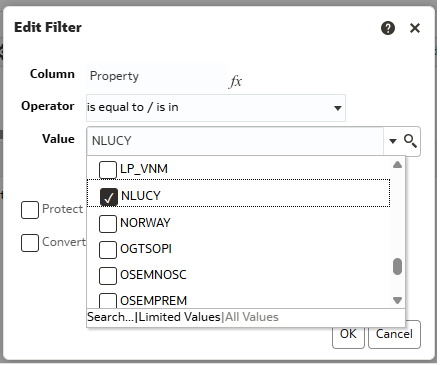 Edit Filter
Column Property fx
Operator is equal to / is in
Value NLUCY
LP_VNM
NLUCY
NORWAY
Protect
OGTSOPI
Convert
OSEMNOSC
OSEMPREM
Search...|Limited Values|All Values
OK Cancel